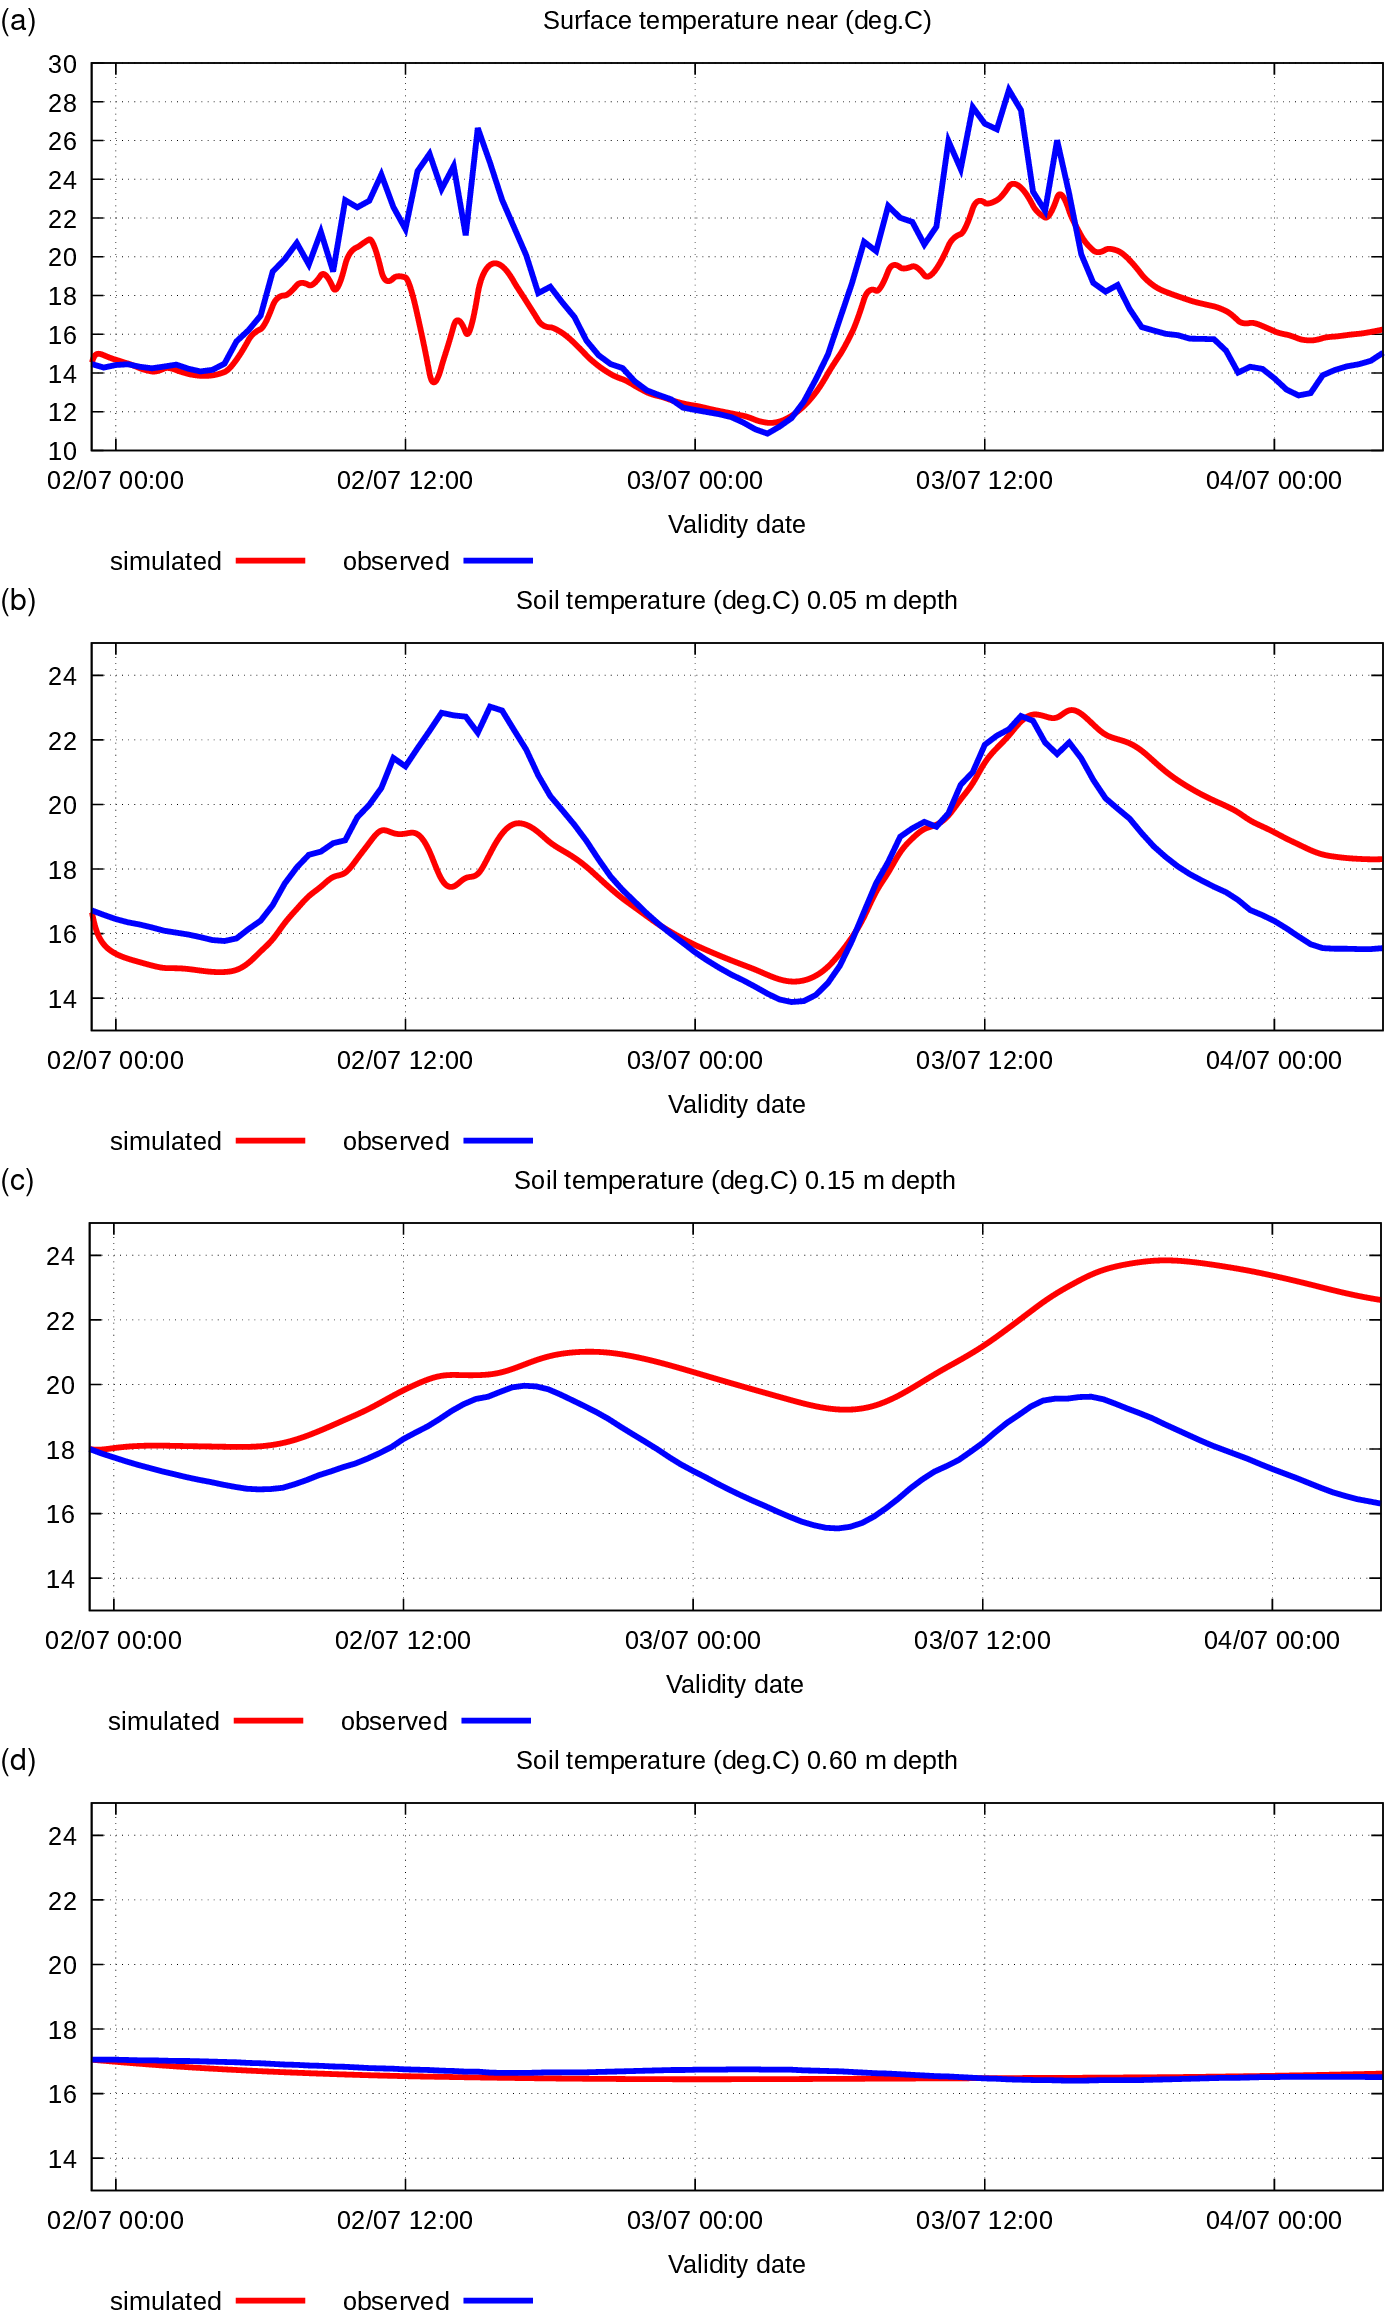 (a)
Surface temperature near (deg.C)
30
28
26
24
22
20
18
16
14
12
10
02/07 00:00 02/07 12:00 03/07 00:00 03/07 12:00 04/07 00:00
Validity date
simulated observed
(b)
Soil temperature (deg.C) 0.05 m depth
24
22
20
18
16
14
02/07 00:00 02/07 12:00 03/07 00:00 03/07 12:00 04/07 00:00
Validity date
simulated observed
(c)
Soil temperature (deg.C) 0.15 m depth
24
22
20
18
16
14
02/07 00:00 02/07 12:00 03/07 00:00 03/07 12:00 04/07 00:00
Validity date
simulated observed
(d)
Soil temperature (deg.C) 0.60 m depth
24
22
20
18
16
14
02/07 00:00 02/07 12:00 03/07 00:00 03/07 12:00 04/07 00:00
Validity date
simulated observed